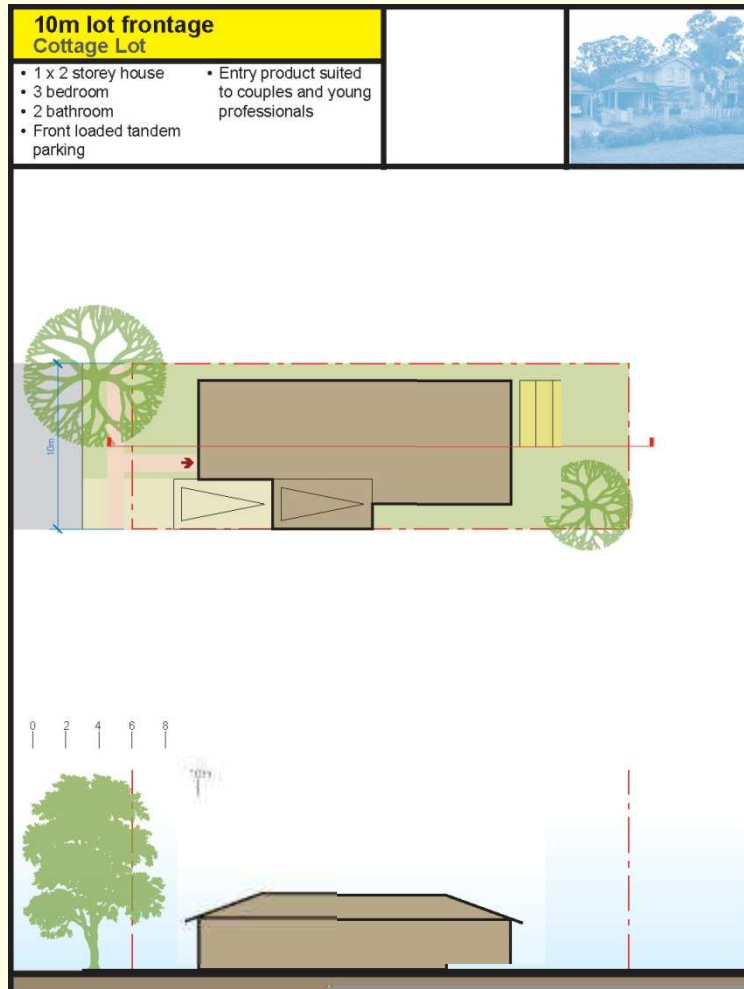 10m lot frontage
Cottage Lot
• 1 x 2 storey house
• 3 bedroom
• 2 bathroom
• Front loaded tandem
parking
• Entry product suited
to couples and young
professionals
10m
0 2 4 6 8